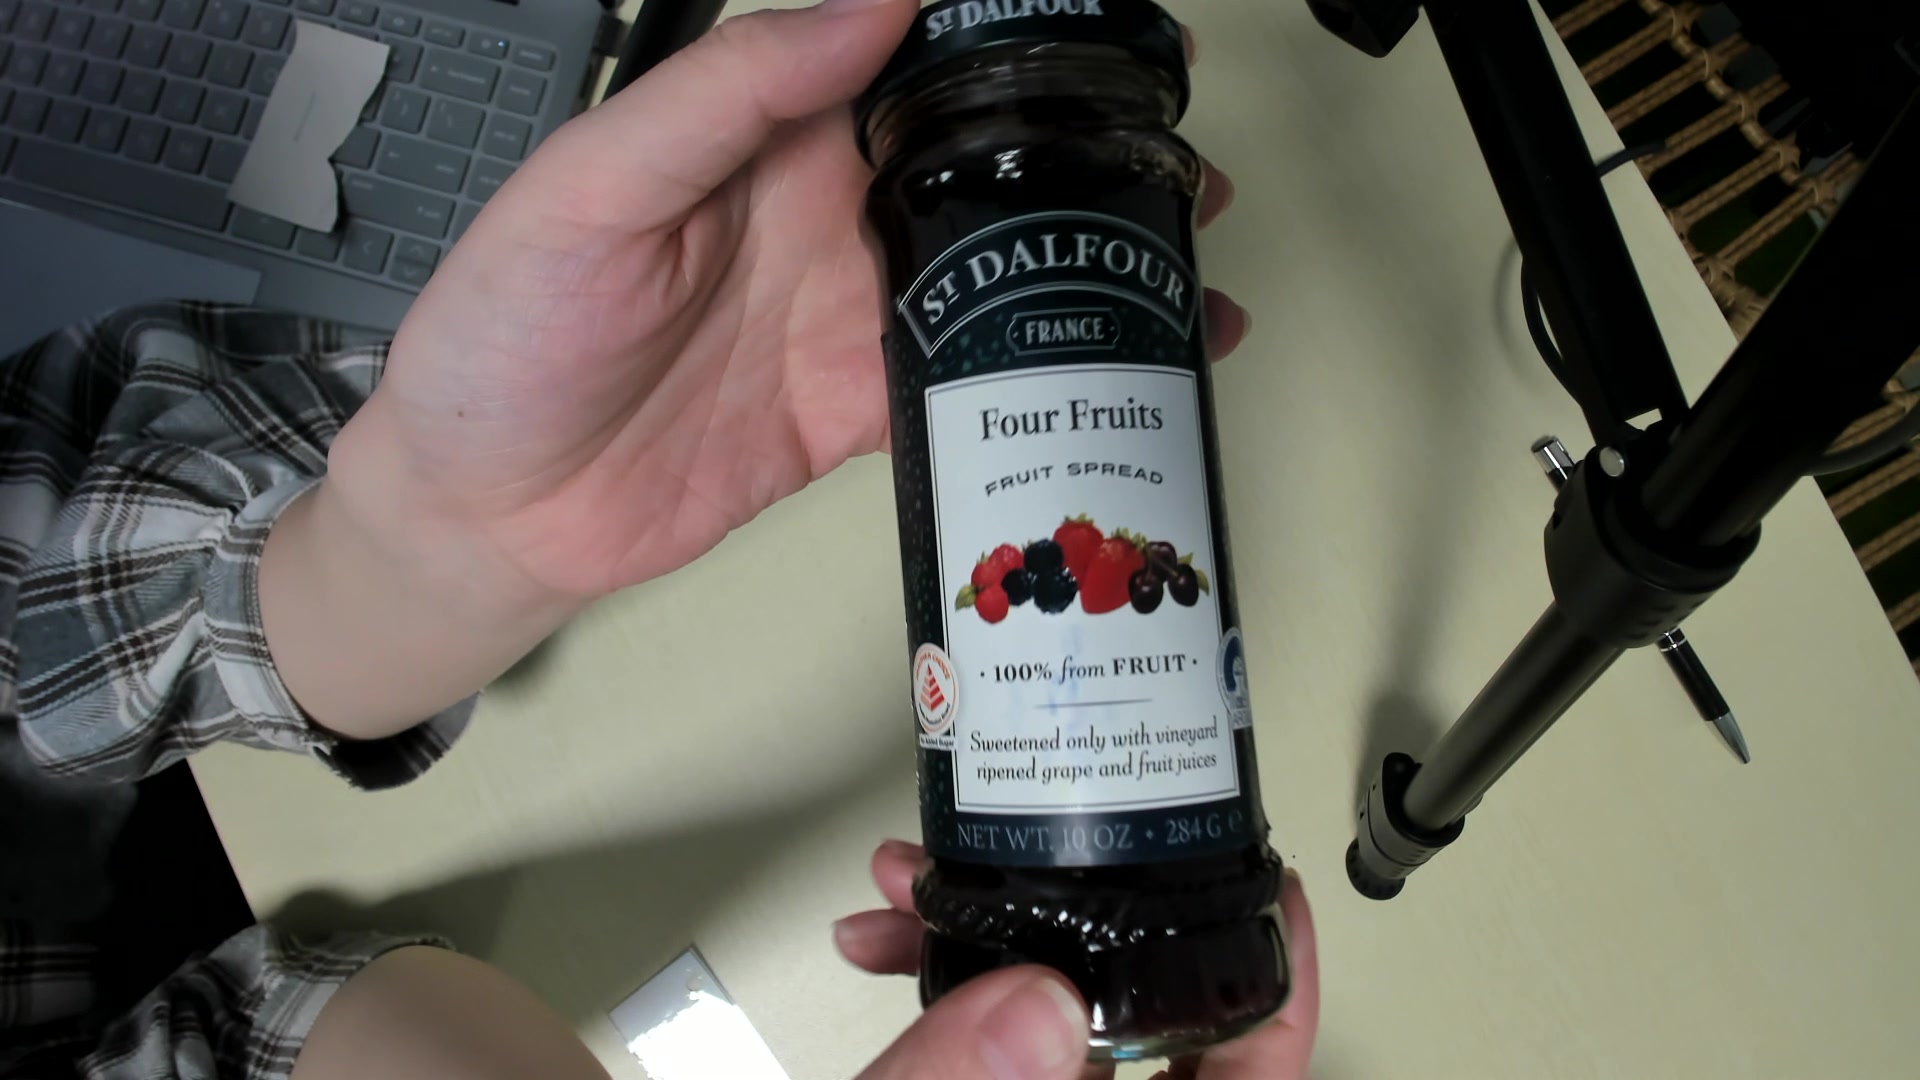 ST DALFOUR
ST DALFOUR
FRANCE
Four Fruits
FRUIT SPREAD
100% from FRUIT
Sweetened only with vineyard
ripened grape and fruit juices
NET WT. 10 OZ • 284 G e